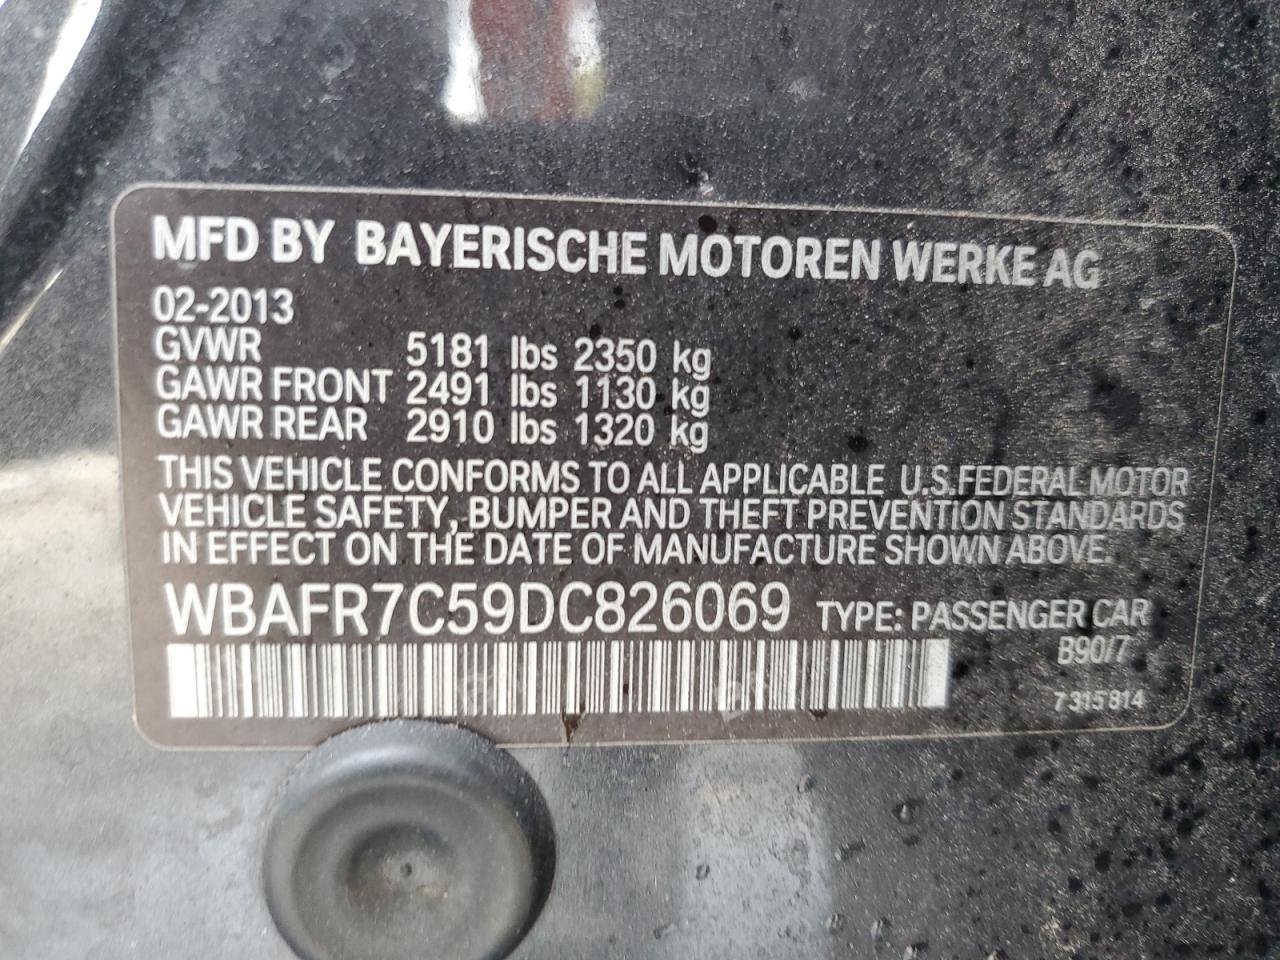 MFD BY BAYERISCHE MOTOREN WERKE AG
02-2013
GVWR 5181 lbs 2350 kg
GAWR FRONT 2491 lbs 1130 kg
GAWR REAR 2910 lbs 1320 kg
THIS VEHICLE CONFORMS TO ALL APPLICABLE U.S. FEDERAL MOTOR
VEHICLE SAFETY, BUMPER AND THEFT PREVENTION STANDARDS
IN EFFECT ON THE DATE OF MANUFACTURE SHOWN ABOVE.
WBAFR7C59DC826069 TYPE: PASSENGER CAR
B90/7
7315814